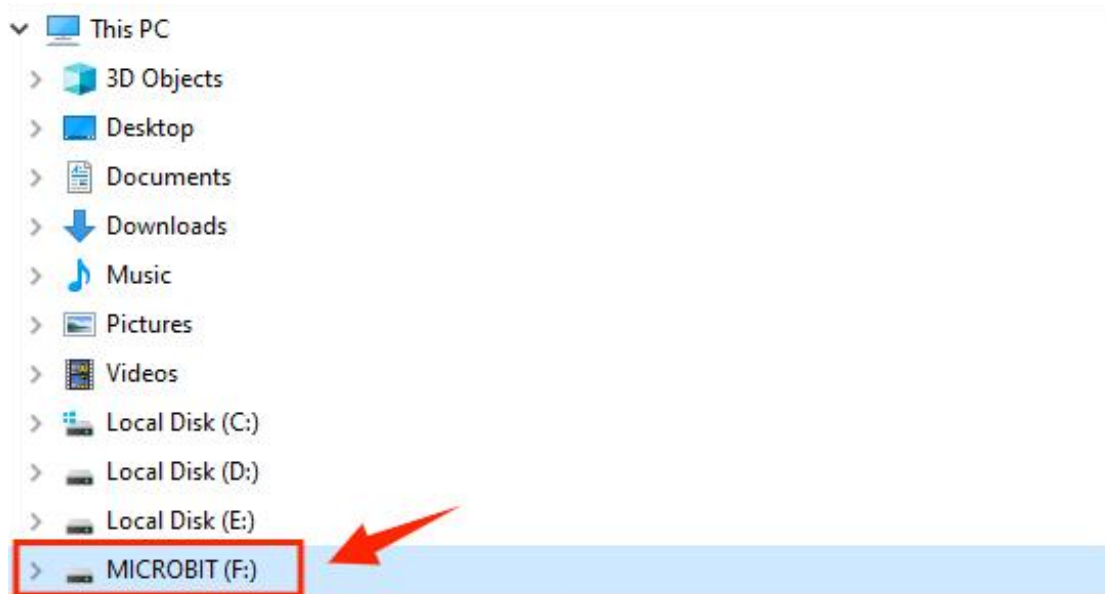 This PC
3D Objects
Desktop
Documents
Downloads
Music
Pictures
Videos
Local Disk (C:)
Local Disk (D:)
Local Disk (E:)
MICROBIT (F:)